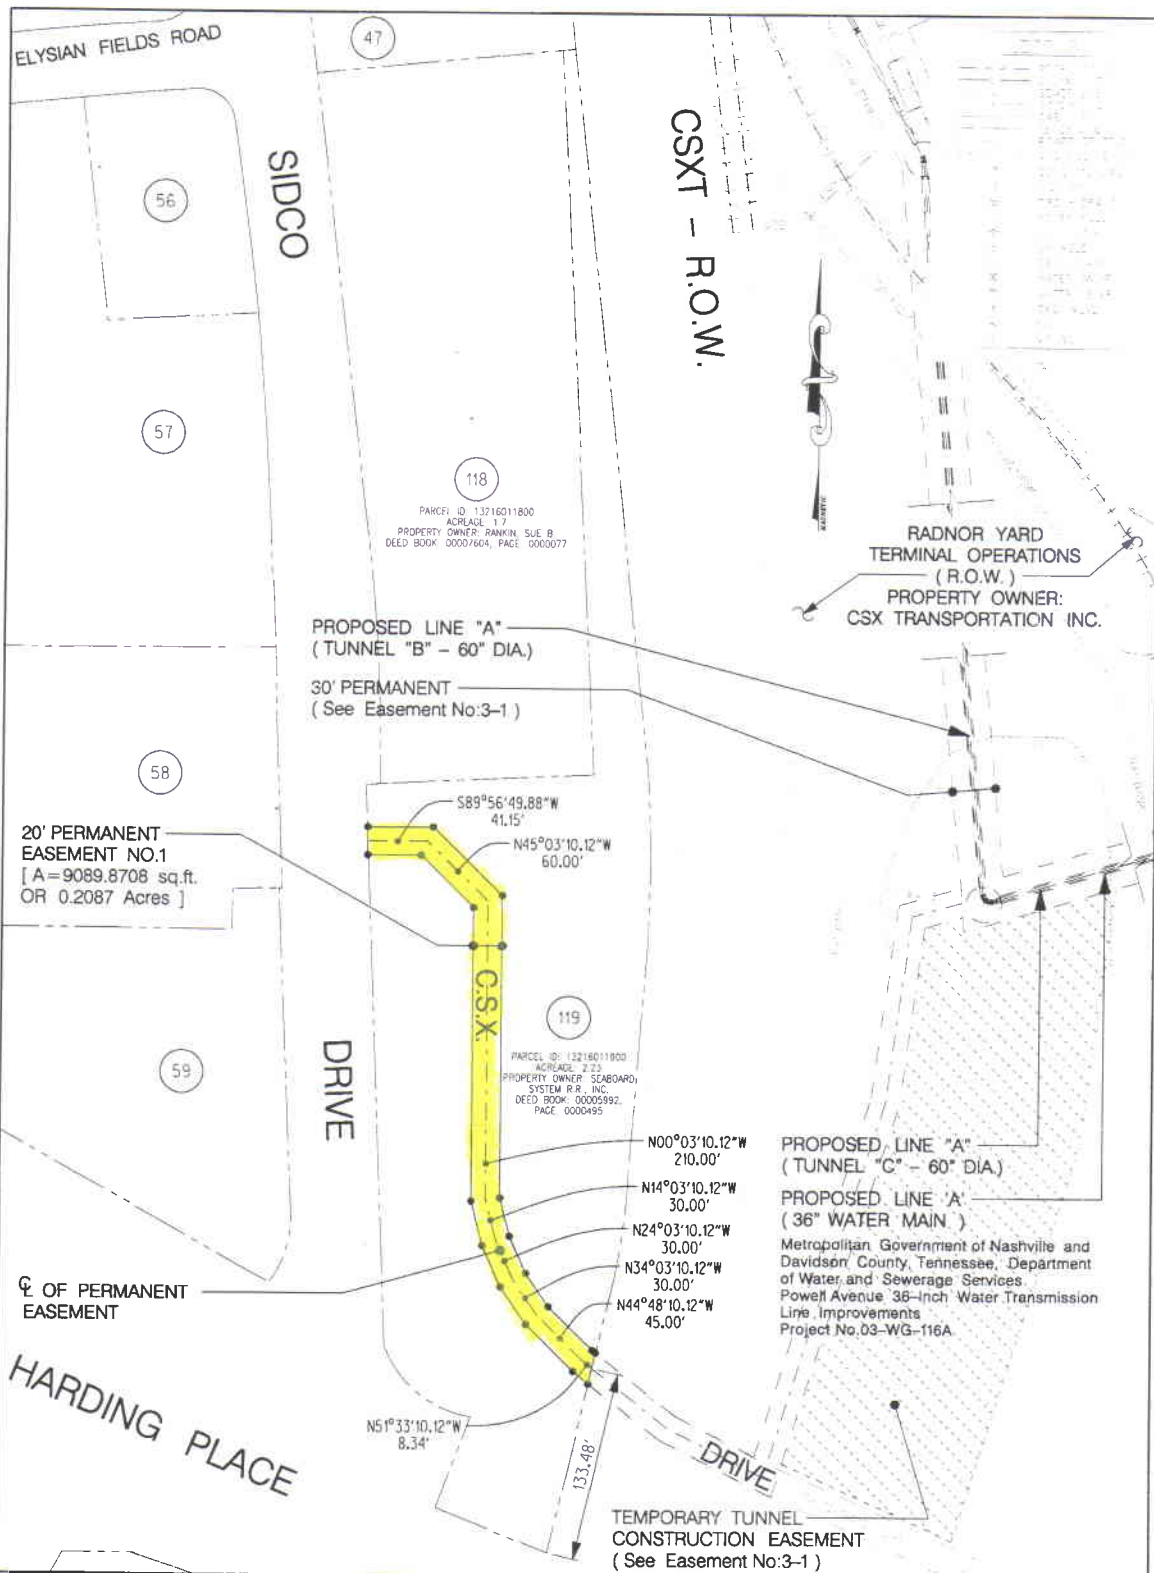 ELYSIAN FIELDS ROAD
47
56
SIDCO
CSXT - R.O.W.
57
118
PARCEL ID: 13216011800
ACREAGE: 1.7
PROPERTY OWNER: RANKIN, SUE B
DEED BOOK: 00007604, PAGE 0000077
MAGNETIC
RADNOR YARD
TERMINAL OPERATIONS
( R.O.W. )
PROPERTY OWNER:
CSX TRANSPORTATION INC.
PROPOSED LINE "A"
( TUNNEL "B" – 60" DIA.)
30' PERMANENT
( See Easement No:3–1 )
58
S89°56'49.88"W
41.15'
N45°03'10.12"W
60.00'
20' PERMANENT
EASEMENT NO.1
[ A=9089.8708 sq.ft.
OR 0.2087 Acres ]
C.S.X.
119
PARCEL ID: 13216011900
ACREAGE: 2.23
PROPERTY OWNER: SEABOARD
SYSTEM R.R., INC.
DEED BOOK: 00005992,
PAGE 0000495
59
DRIVE
N00°03'10.12"W
210.00'
N14°03'10.12"W
30.00'
N24°03'10.12"W
30.00'
N34°03'10.12"W
30.00'
N44°48'10.12"W
45.00'
PROPOSED LINE "A"
( TUNNEL "C" – 60" DIA.)
PROPOSED LINE 'A'
( 36" WATER MAIN )
Metropolitan Government of Nashville and
Davidson County, Tennessee, Department
of Water and Sewerage Services
Powell Avenue 36–Inch Water Transmission
Line Improvements
Project No.03–WG–116A
℄ OF PERMANENT
EASEMENT
HARDING PLACE
N51°33'10.12"W
8.34'
133.48'
DRIVE
TEMPORARY TUNNEL
CONSTRUCTION EASEMENT
( See Easement No:3–1 )